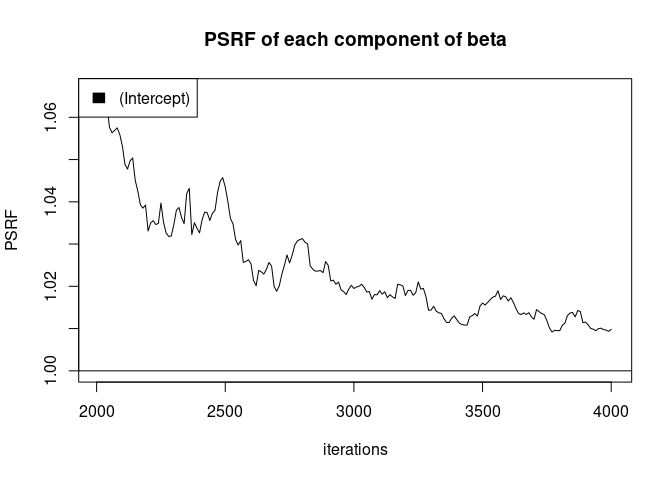 PSRF of each component of beta
(Intercept)
PSRF
1.06
1.04
1.02
1.00
2000 2500 3000 3500 4000
iterations